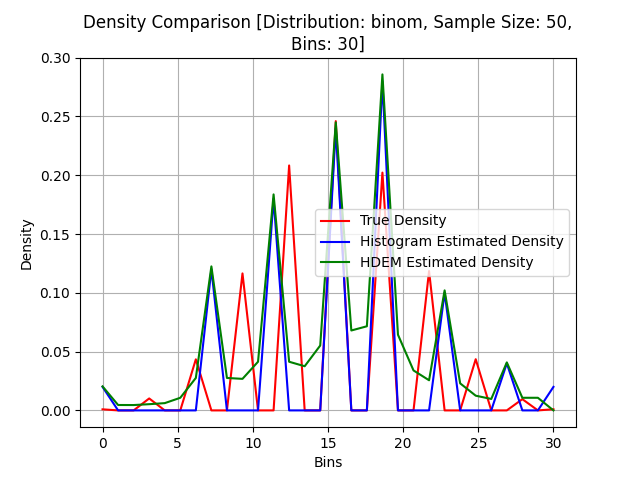 Density Comparison [Distribution: binom, Sample Size: 50,
Bins: 30]
0.30
0.25
0.20
0.15
0.10
0.05
0.00
Density
True Density
Histogram Estimated Density
HDEM Estimated Density
0 5 10 15 20 25 30
Bins